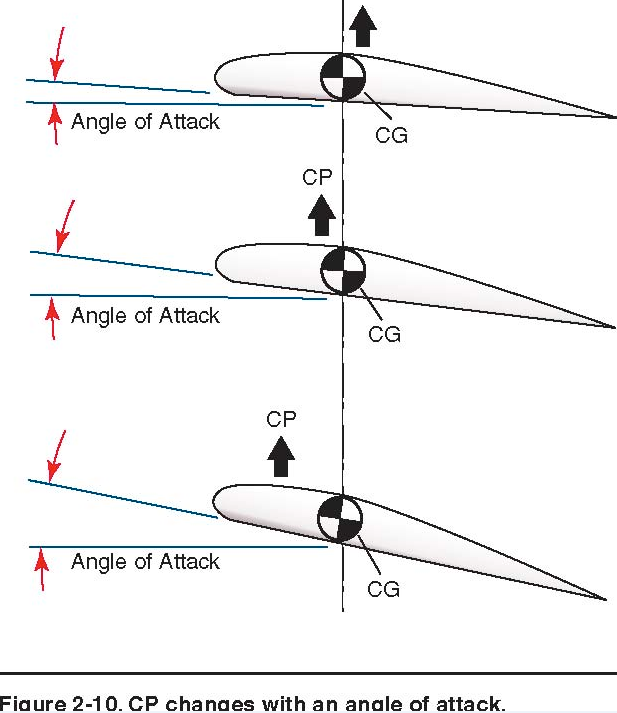 Angle of Attack
CG
CP
Angle of Attack
CG
CP
Angle of Attack
CG
Figure 2-10. CP changes with an angle of attack.